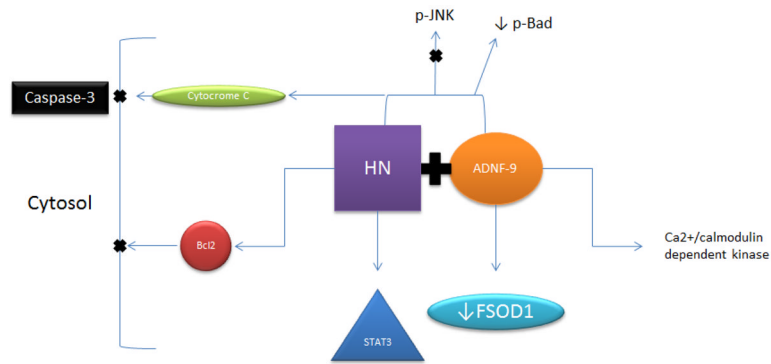 p-JNK
↓ p-Bad
Caspase-3
Cytocrome C
HN
ADNF-9
Cytosol
Bcl2
Ca2+/calmodulin
dependent kinase
↓FSOD1
STAT3